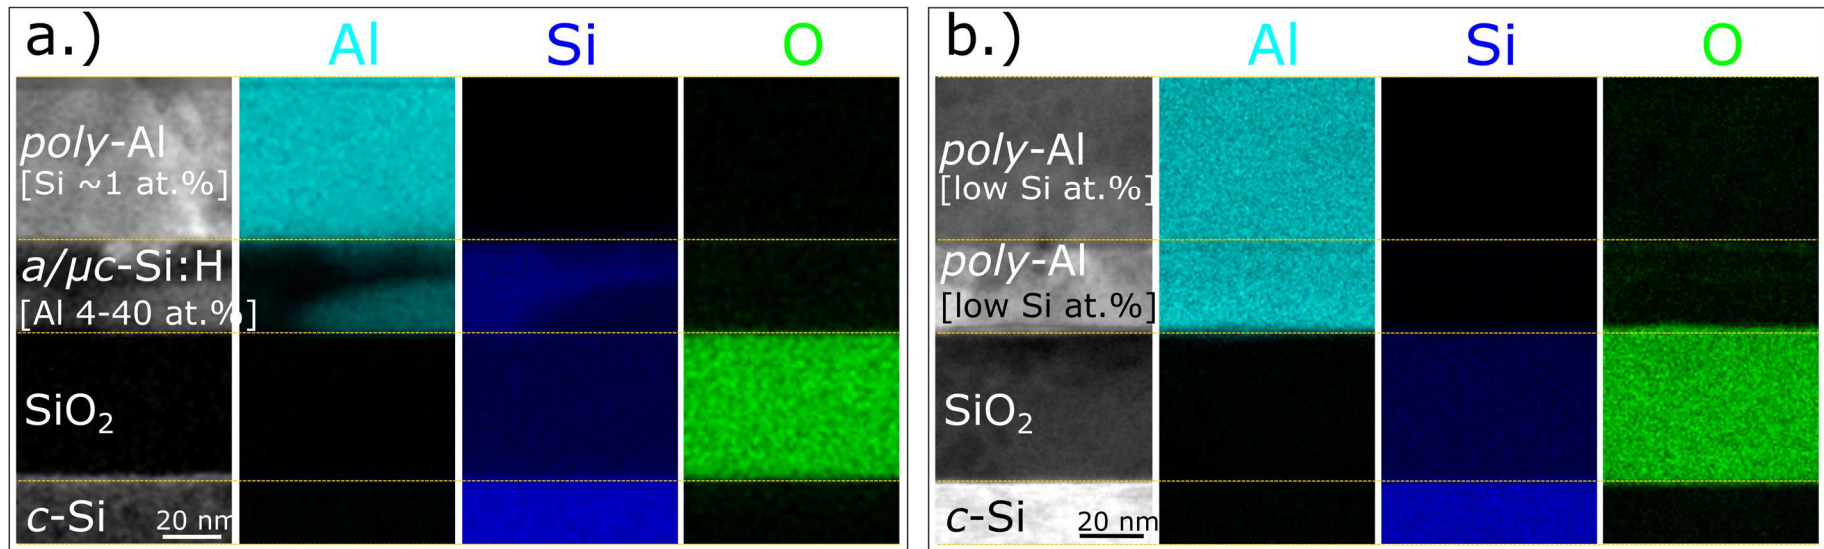 a.)
Al Si O
poly-Al
[Si ~1 at.%]
a/μc-Si:H
[Al 4-40 at.%]
SiO₂
c-Si
20 nm
b.)
Al Si O
poly-Al
[low Si at.%]
poly-Al
[low Si at.%]
SiO₂
c-Si
20 nm